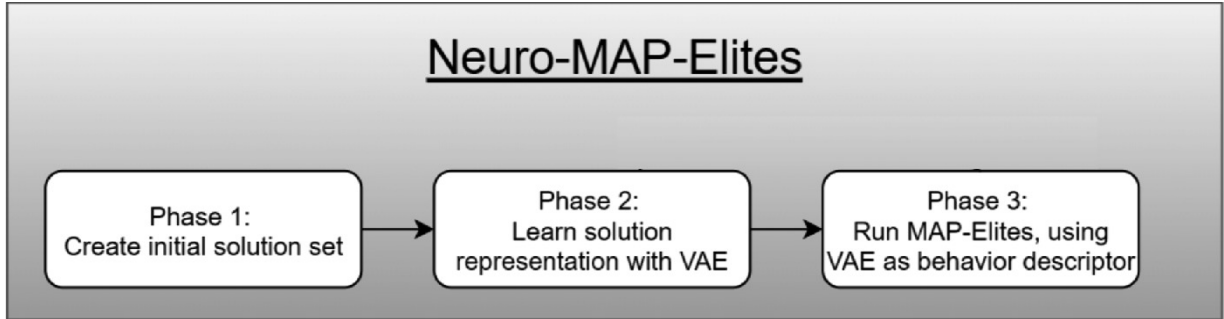 Neuro-MAP-Elites
Phase 1:
Create initial solution set
Phase 2:
Learn solution
representation with VAE
Phase 3:
Run MAP-Elites, using
VAE as behavior descriptor